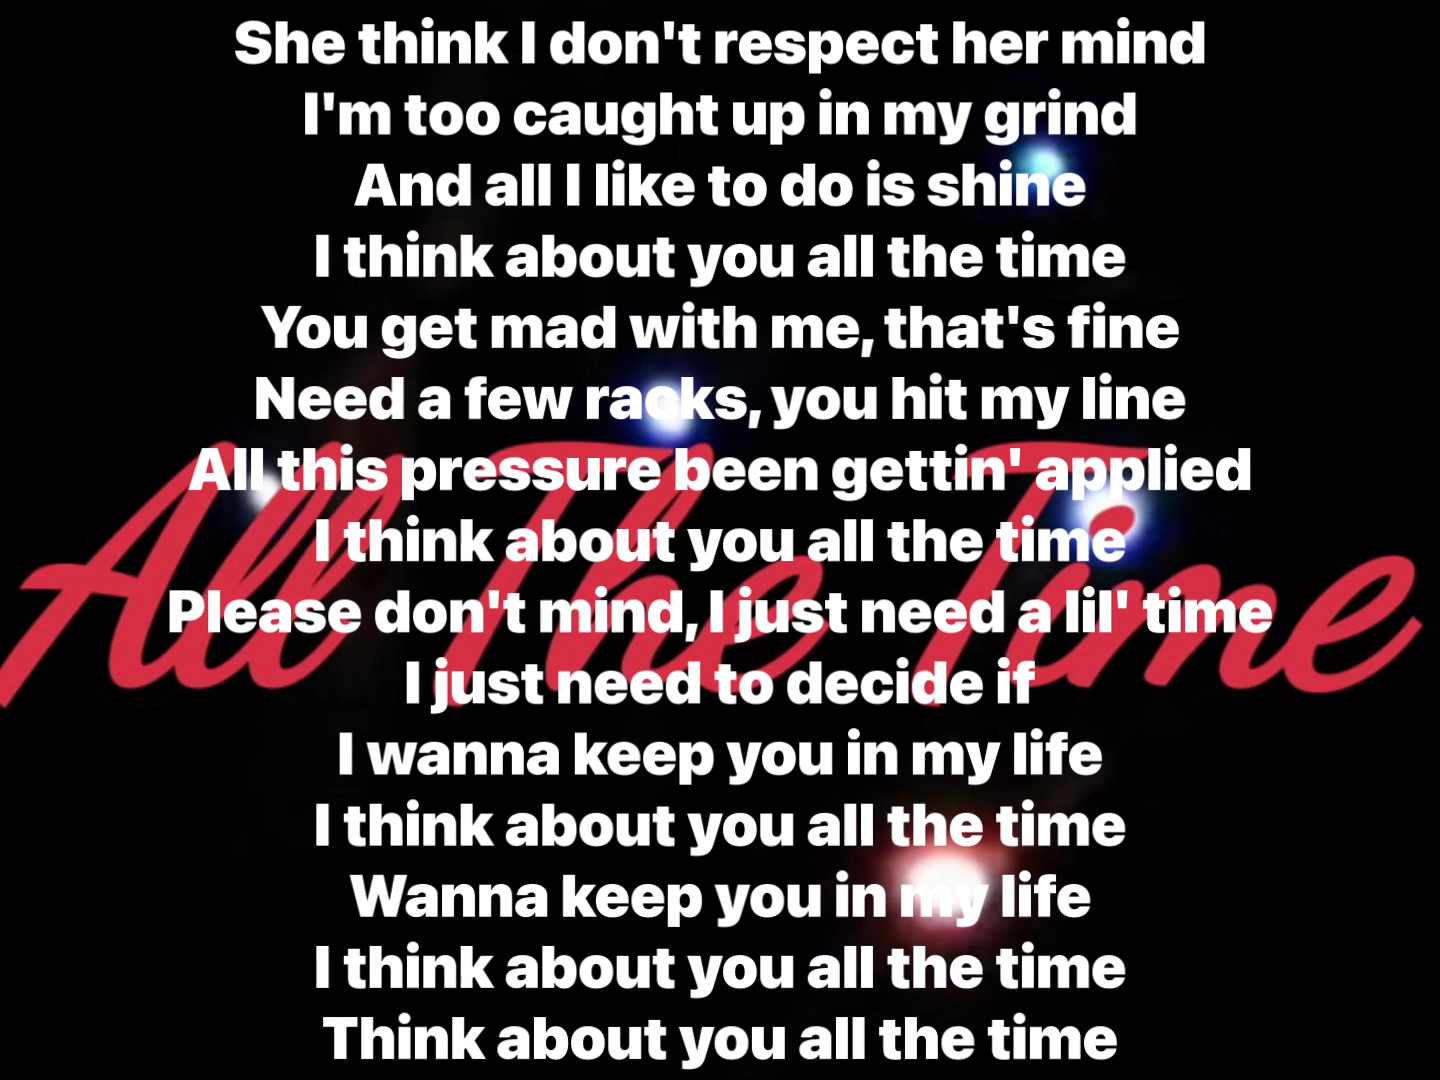 She think I don't respect her mind
I'm too caught up in my grind
And all I like to do is shine
I think about you all the time
You get mad with me, that's fine
Need a few racks, you hit my line
All this pressure been gettin' applied
I think about you all the time
Please don't mind, I just need a lil' time
I just need to decide if
I wanna keep you in my life
I think about you all the time
Wanna keep you in my life
I think about you all the time
Think about you all the time
All The Time